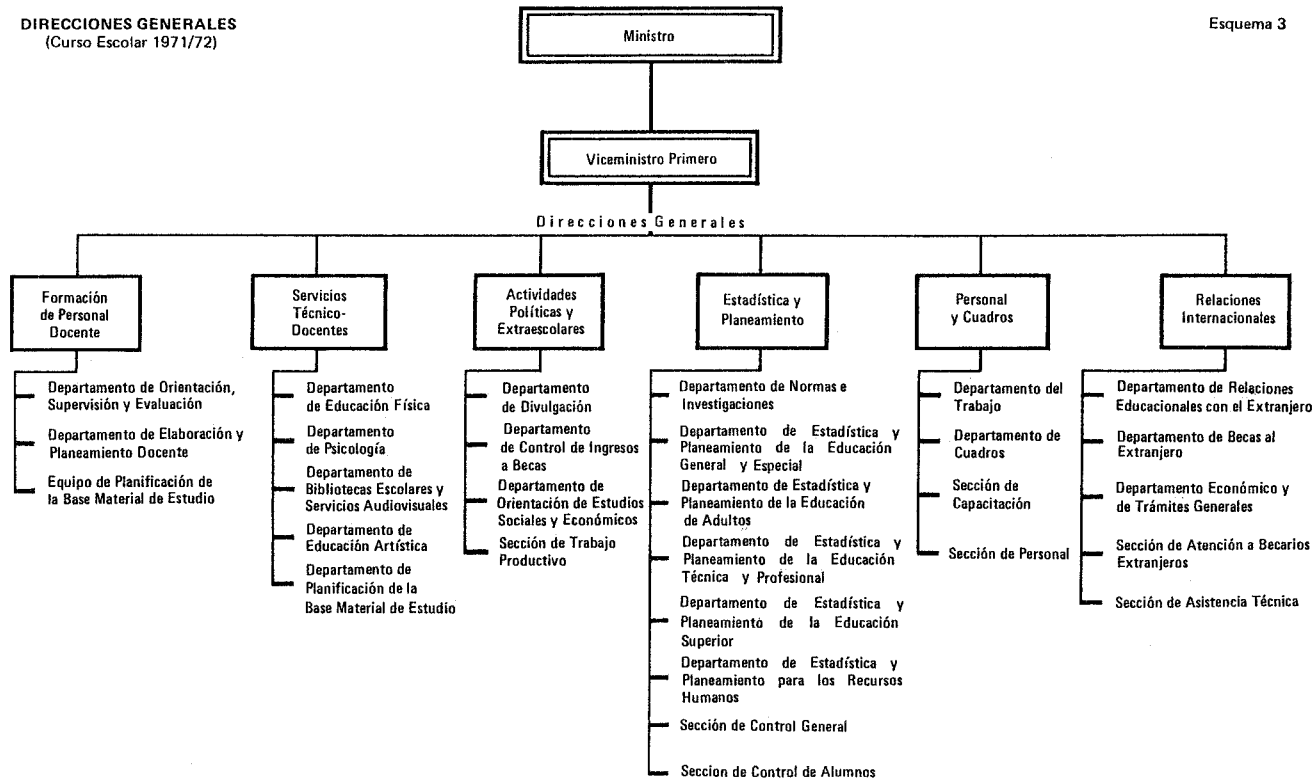 DIRECCIONES GENERALES
(Curso Escolar 1971/72)
Esquema 3
Ministro
Viceministro Primero
Direcciones Generales
Formación
de Personal
Docente
Departamento de Orientación,
Supervisión y Evaluación
Departamento de Elaboración y
Planeamiento Docente
Equipo de Planificación de
la Base Material de Estudio
Servicios
Técnico-
Docentes
Departamento
de Educación Física
Departamento
de Psicología
Departamento de
Bibliotecas Escolares y
Servicios Audiovisuales
Departamento de
Educación Artística
Departamento de
Planificación de la
Base Material de Estudio
Actividades
Políticas y
Extraescolares
Departamento
de Divulgación
Departamento
de Control de Ingresos
a Becas
Departamento de
Orientación de Estudios
Sociales y Económicos
Sección de Trabajo
Productivo
Estadística y
Planeamiento
Departamento de Normas e
Investigaciones
Departamento de Estadística y
Planeamiento de la Educación
General y Especial
Departamento de Estadística y
Planeamiento de la Educación
de Adultos
Departamento de Estadística y
Planeamiento de la Educación
Técnica y Profesional
Departamento de Estadística y
Planeamiento de la Educación
Superior
Departamento de Estadística y
Planeamiento para los Recursos
Humanos
Sección de Control General
Seccion de Control de Alumnos
Personal
y Cuadros
Departamento del
Trabajo
Departamento de
Cuadros
Sección de
Capacitación
Sección de Personal
Relaciones
Internacionales
Departamento de Relaciones
Educacionales con el Extranjero
Departamento de Becas al
Extranjero
Departamento Económico y
de Trámites Generales
Sección de Atención a Becarios
Extranjeros
Sección de Asistencia Técnica